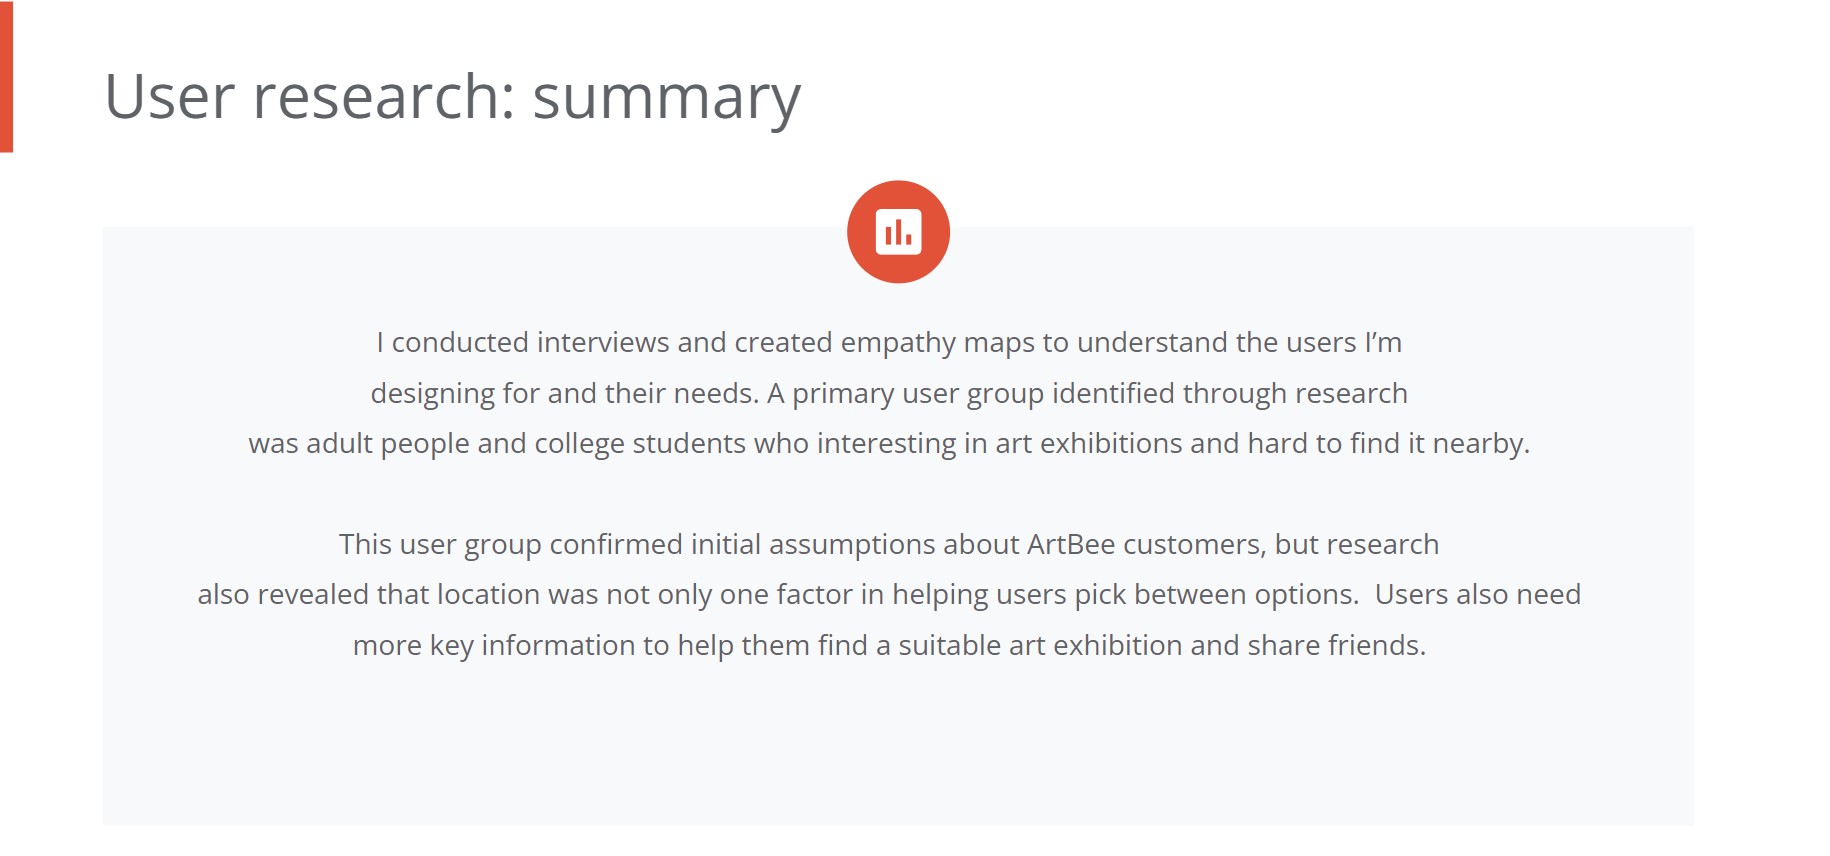 User research: summary
I conducted interviews and created empathy maps to understand the users I’m
designing for and their needs. A primary user group identified through research
was adult people and college students who interesting in art exhibitions and hard to find it nearby.
This user group confirmed initial assumptions about ArtBee customers, but research
also revealed that location was not only one factor in helping users pick between options.  Users also need
more key information to help them find a suitable art exhibition and share friends.